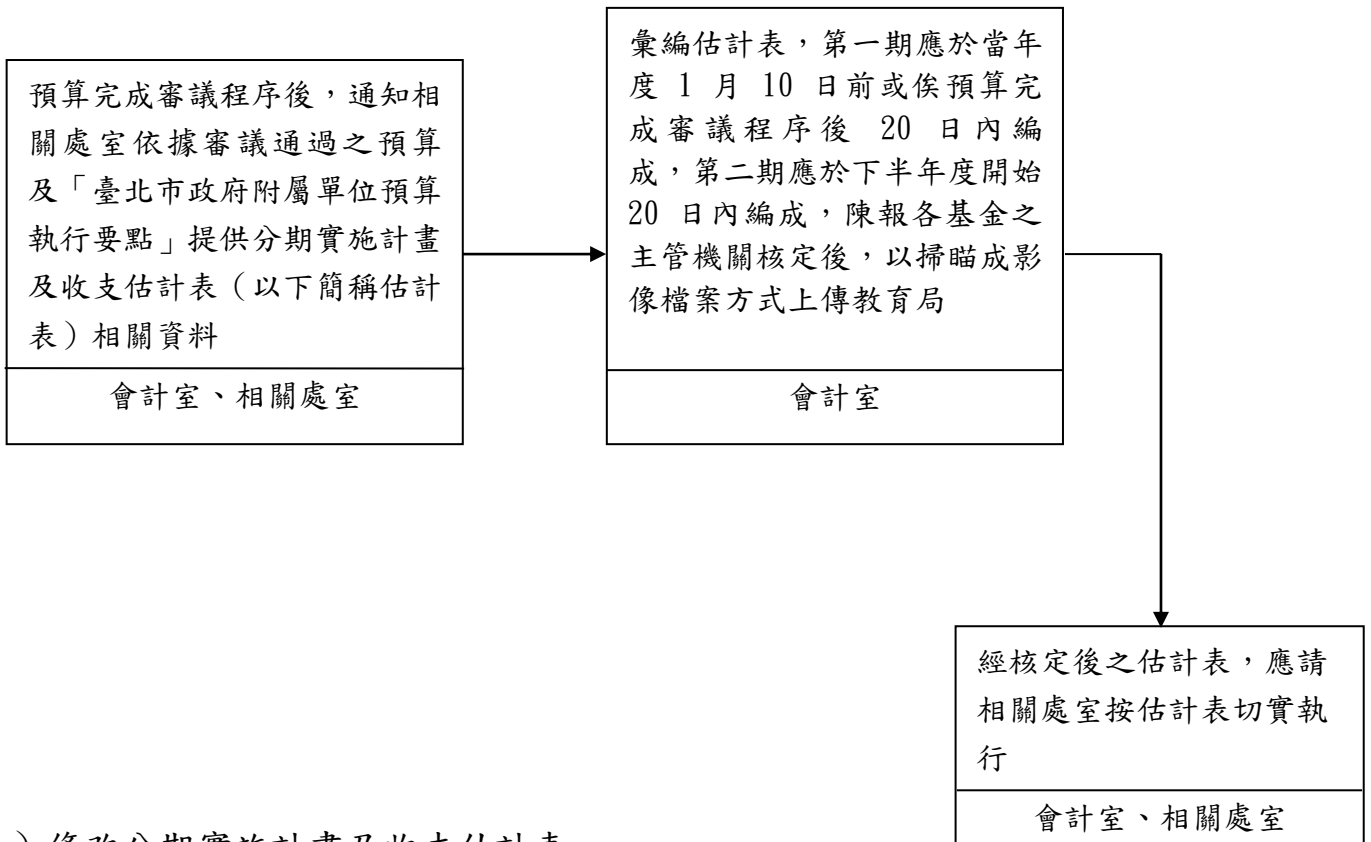 預算完成審議程序後，通知相
關處室依據審議通過之預算
及「臺北市政府附屬單位預算
執行要點」提供分期實施計畫
及收支估計表（以下簡稱估計
表）相關資料
會計室、相關處室
彙編估計表，第一期應於當年
度 1 月 10 日前或俟預算完
成審議程序後 20 日內編
成，第二期應於下半年度開始
20 日內編成，陳報各基金之
主管機關核定後，以掃瞄成影
像檔案方式上傳教育局
會計室
經核定後之估計表，應請
相關處室按估計表切實執
行
會計室、相關處室
）修改分期實施計畫及收支估計表